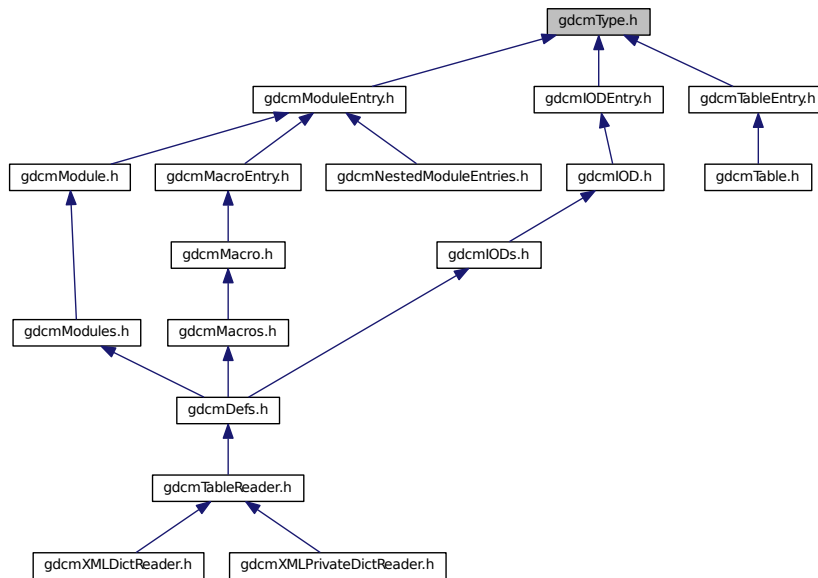 gdcmType.h
gdcmModuleEntry.h
gdcmIODEntry.h
gdcmTableEntry.h
gdcmModule.h
gdcmMacroEntry.h
gdcmNestedModuleEntries.h
gdcmIOD.h
gdcmTable.h
gdcmMacro.h
gdcmIODs.h
gdcmModules.h
gdcmMacros.h
gdcmDefs.h
gdcmTableReader.h
gdcmXMLDictReader.h
gdcmXMLPrivateDictReader.h